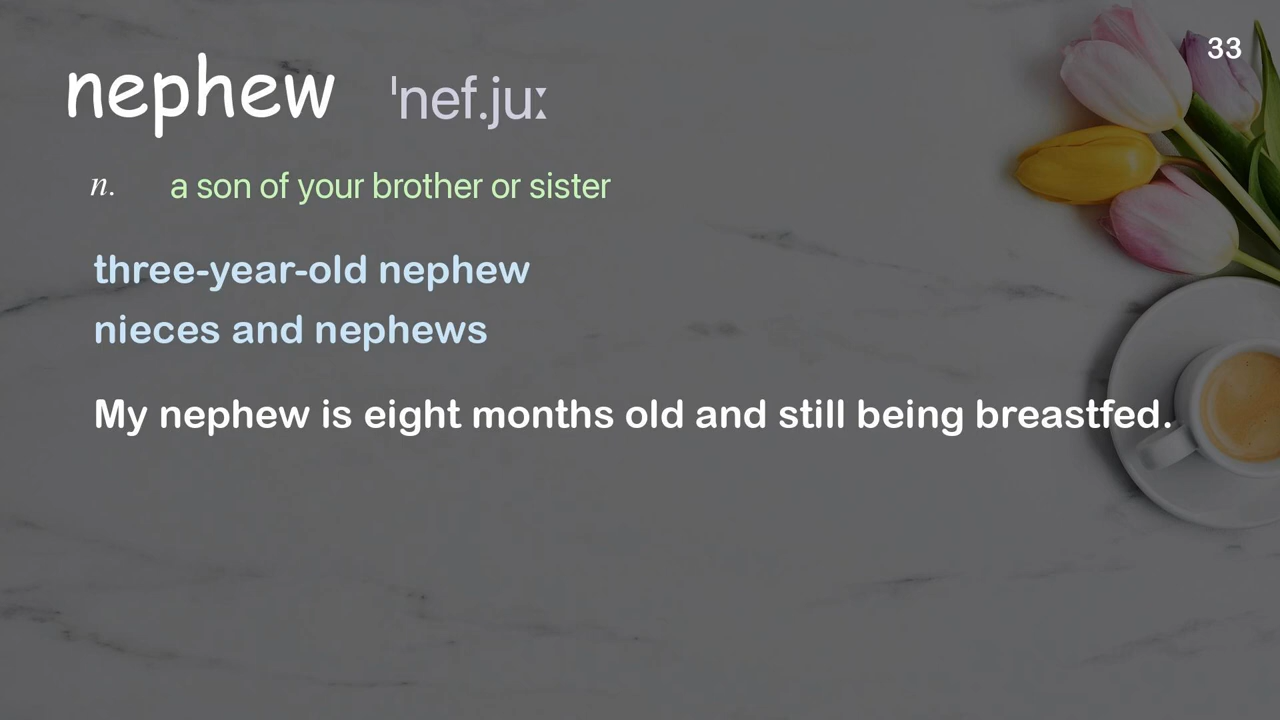 33
nephew ˈnef.juː
n. a son of your brother or sister
three-year-old nephew
nieces and nephews
My nephew is eight months old and still being breastfed.